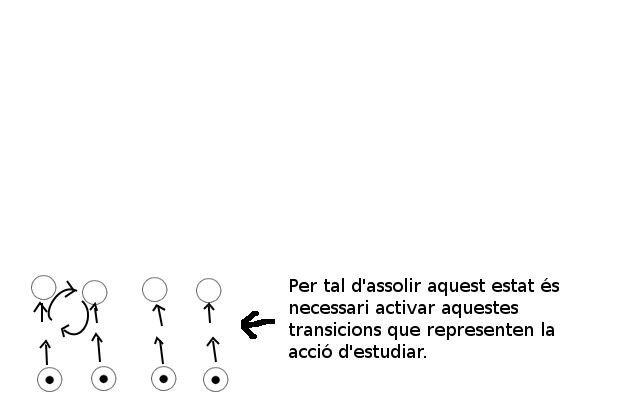 Per tal d'assolir aquest estat és
necessari activar aquestes
transicions que representen la
acció d'estudiar.